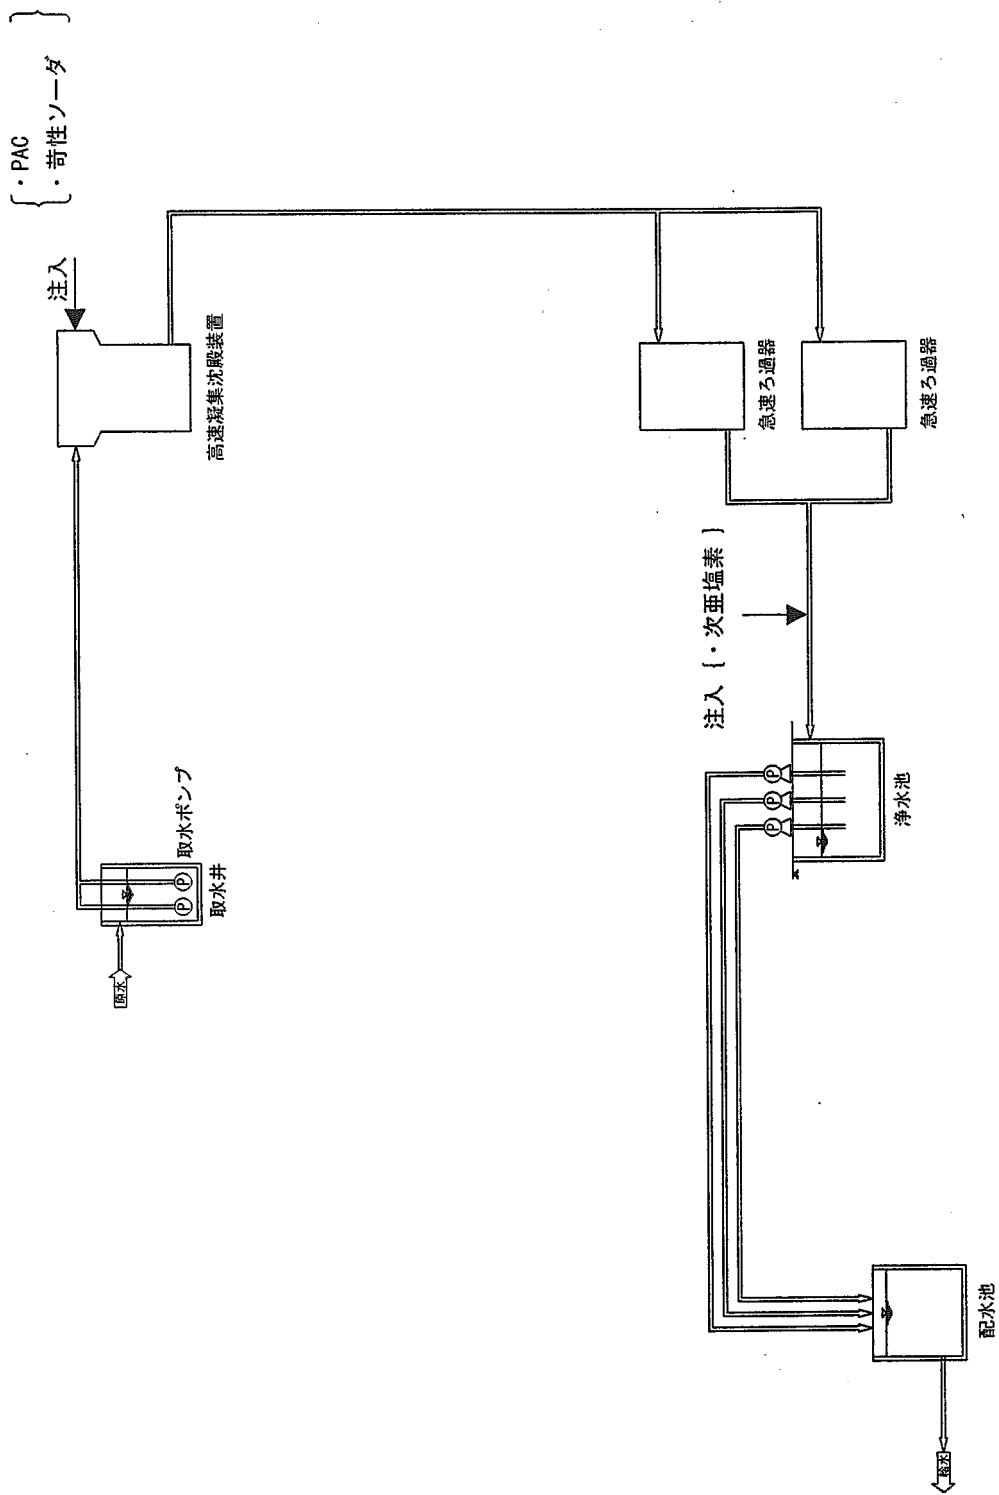 ・PAC
・苛性ソーダ
注入
高速凝集沈殿装置
取水ポンプ
P P
取水井
原水
急速ろ過器
急速ろ過器
注入 {・次亜塩素 }
P P P
浄水池
配水池
給水